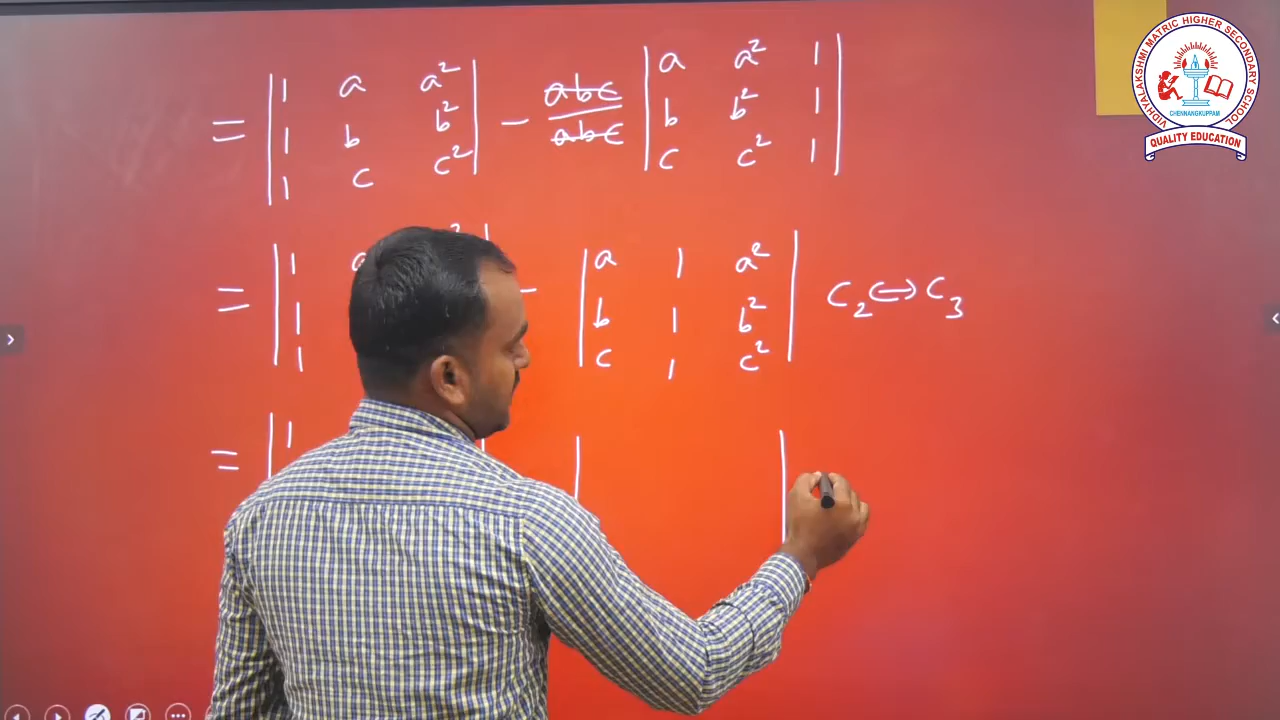 = | 1 a a² | - abc/abc | a a² 1 |
| 1 b b² | | b b² 1 |
| 1 c c² | | c c² 1 |
= | 1 a | - | a 1 a² | C₂ ↔ C₃
| 1 | | b 1 b² |
| 1 | | c 1 c² |
= | 1
VIDHYALAKSHMI MATRIC HIGHER SECONDARY SCHOOL
CHENNANGKUPPAM
QUALITY EDUCATION